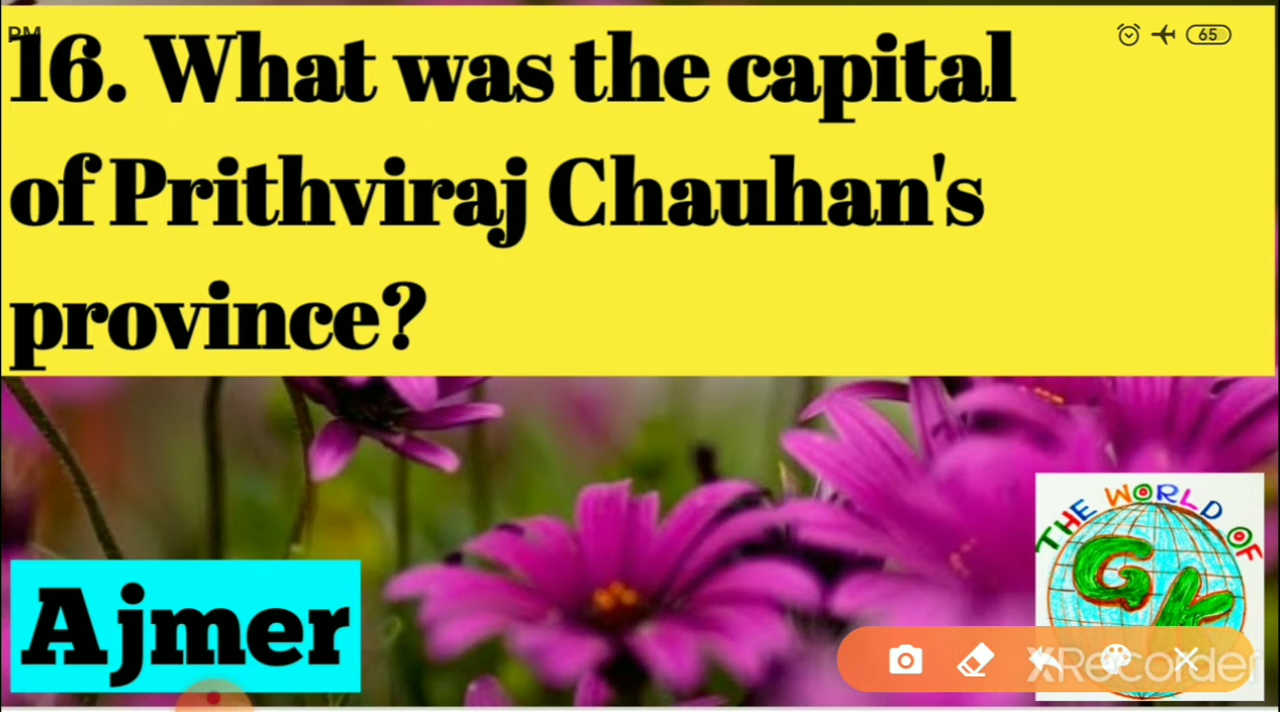 PM
65
16. What was the capital
of Prithviraj Chauhan's
province?
THE WORLD OF
GK
Ajmer
XRecorder